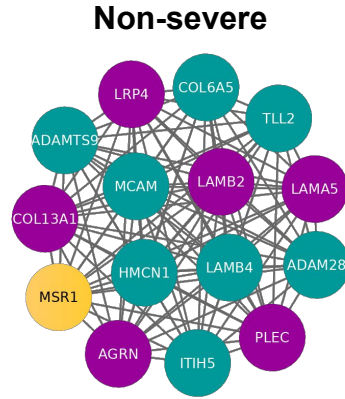 Non-severe
COL6A5
LRP4
TLL2
ADAMTS9
MCAM
LAMB2
LAMA5
COL13A1
HMCN1
LAMB4
ADAM28
MSR1
AGRN
ITIH5
PLEC